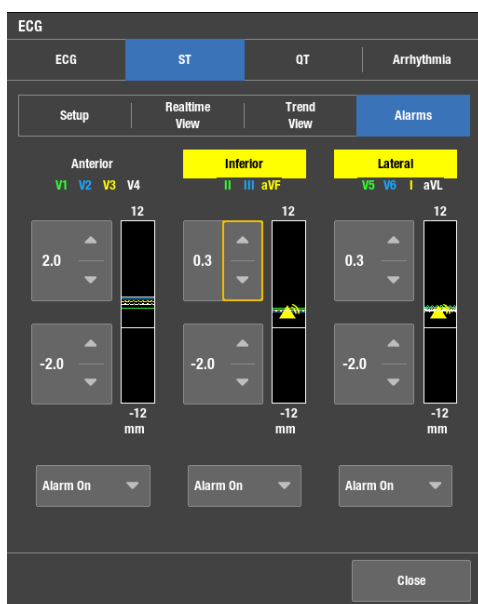 ECG
ECG ST QT Arrhythmia
Setup Realtime View Trend View Alarms
Anterior Inferior Lateral
V1 V2 V3 V4 II III aVF V5 V6 I aVL
12 12 12
2.0 0.3 0.3
-2.0 -2.0 -2.0
-12 -12 -12
mm mm mm
Alarm On Alarm On Alarm On
Close